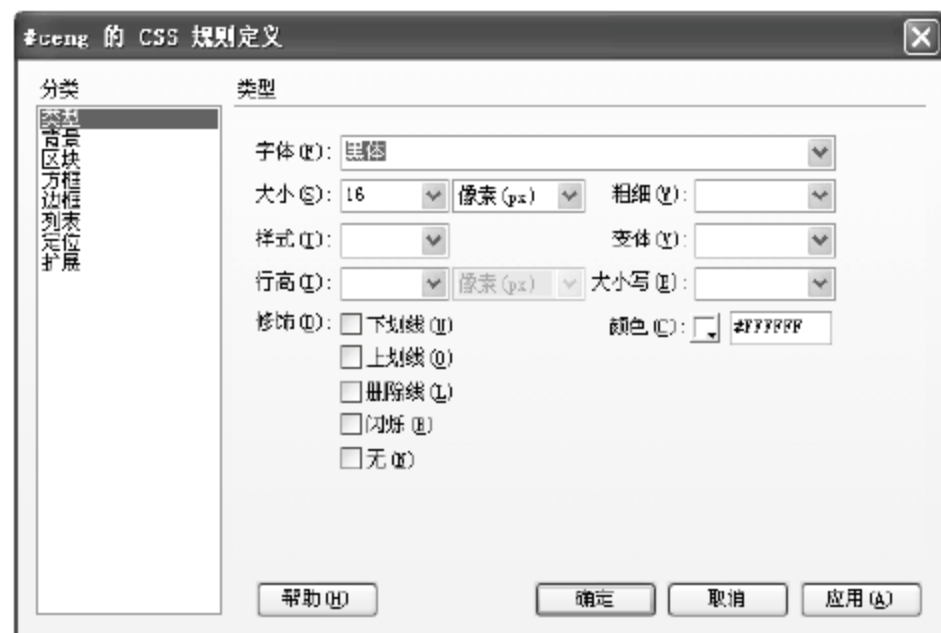 #ceng 的 CSS 规则定义
分类
类型
背景
区块
方框
边框
列表
定位
扩展
类型
字体(F): 黑体
大小(S): 16 像素(px) 粗细(W):
样式(T): 变体(V):
行高(I): 像素(px) 大小写(R):
修饰(D): 下划线(U) 颜色(C): #FFFFFF
上划线(O)
删除线(L)
闪烁(B)
无(N)
帮助(H) 确定 取消 应用(A)